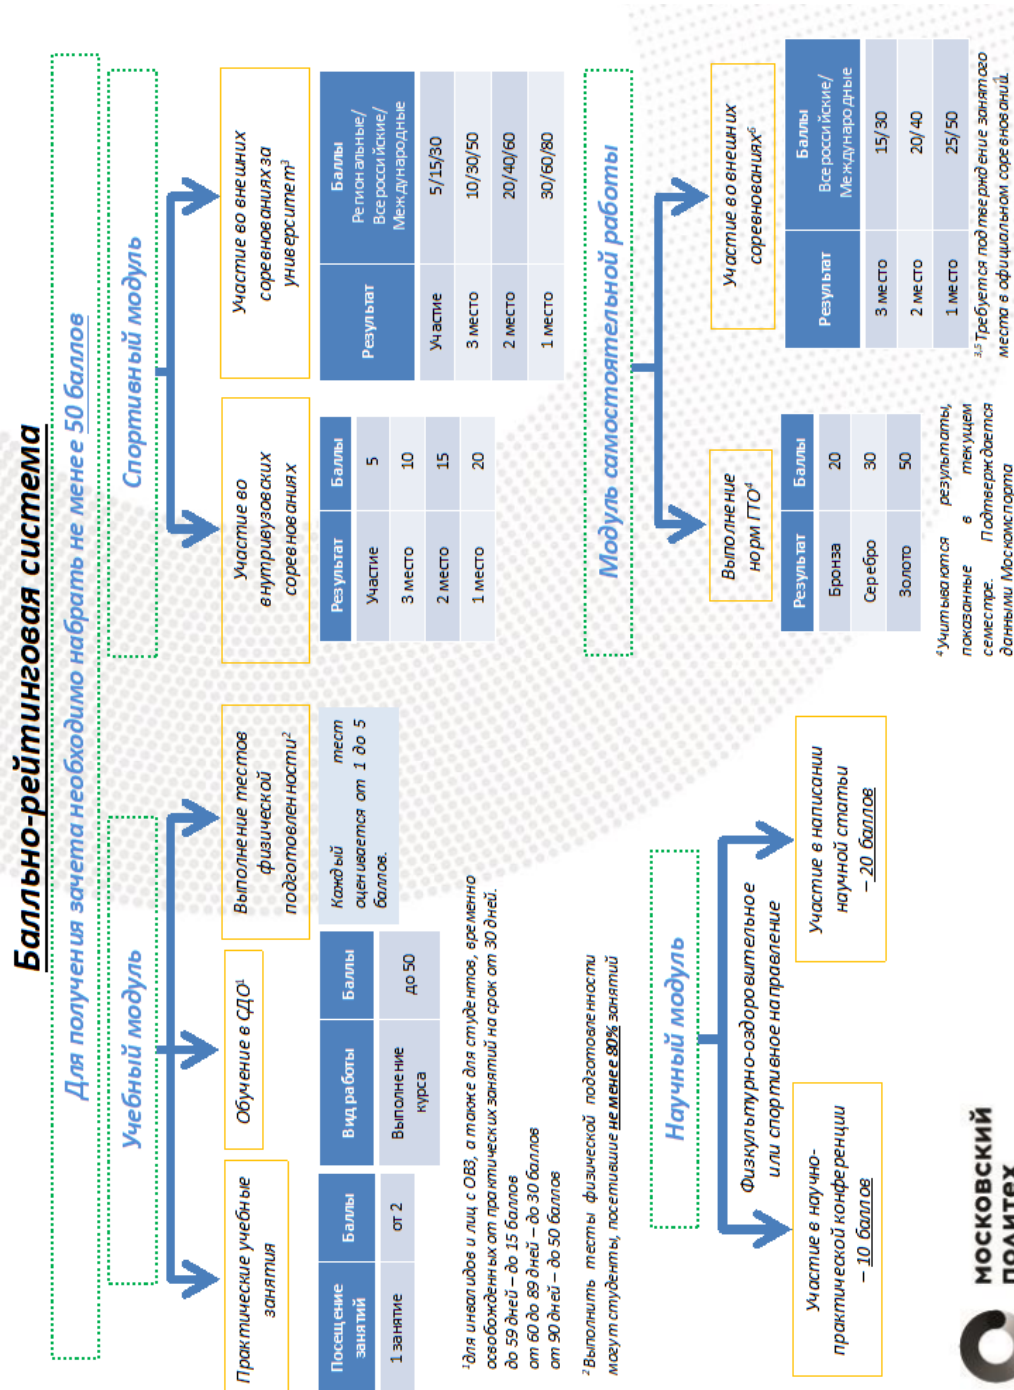 Балльно-рейтинговая система
Для получения зачета необходимо набрать не менее 50 баллов
Учебный модуль
Практические учебные
занятия
Посещение
занятий
Баллы
1 занятие
от 2
Обучение в СДО¹
Вид работы
Баллы
Выполнение
курса
до 50
Выполнение тестов
физической
подготовленности²
Каждый тест
оценивается от 1 до 5
баллов.
¹для инвалидов и лиц с ОВЗ, а также для студентов, временно
освобожденных от практических занятий на срок от 30 дней.
до 59 дней – до 15 баллов
от 60 до 89 дней – до 30 баллов
от 90 дней – до 50 баллов
² Выполнить тесты физической подготовленности
могут студенты, посетившие не менее 80% занятий
Спортивный модуль
Участие во
внутривузовских
соревнованиях
Результат
Баллы
Участие
5
3 место
10
2 место
15
1 место
20
Участие во внешних
соревнованиях за
университет³
Результат
Баллы
Региональные/
Всероссийские/
Международные
Участие
5/15/30
3 место
10/30/50
2 место
20/40/60
1 место
30/60/80
Научный модуль
Физкультурно-оздоровительное
или спортивное направление
Участие в научно-
практической конференции
– 10 баллов
Участие в написании
научной статьи
– 20 баллов
Модуль самостоятельной работы
Выполнение
норм ГТО⁴
Результат
Баллы
Бронза
20
Серебро
30
Золото
50
⁴ Учитываются результаты,
показанные в текущем
семестре. Подтверждается
данными Москомспорта
Участие во внешних
соревнованиях⁶
Результат
Баллы
Всероссийские/
Международные
3 место
15/30
2 место
20/40
1 место
25/50
³,⁵ Требуется подтверждение занятого
места в официальном соревнований.
МОСКОВСКИЙ
ПОЛИТЕХ